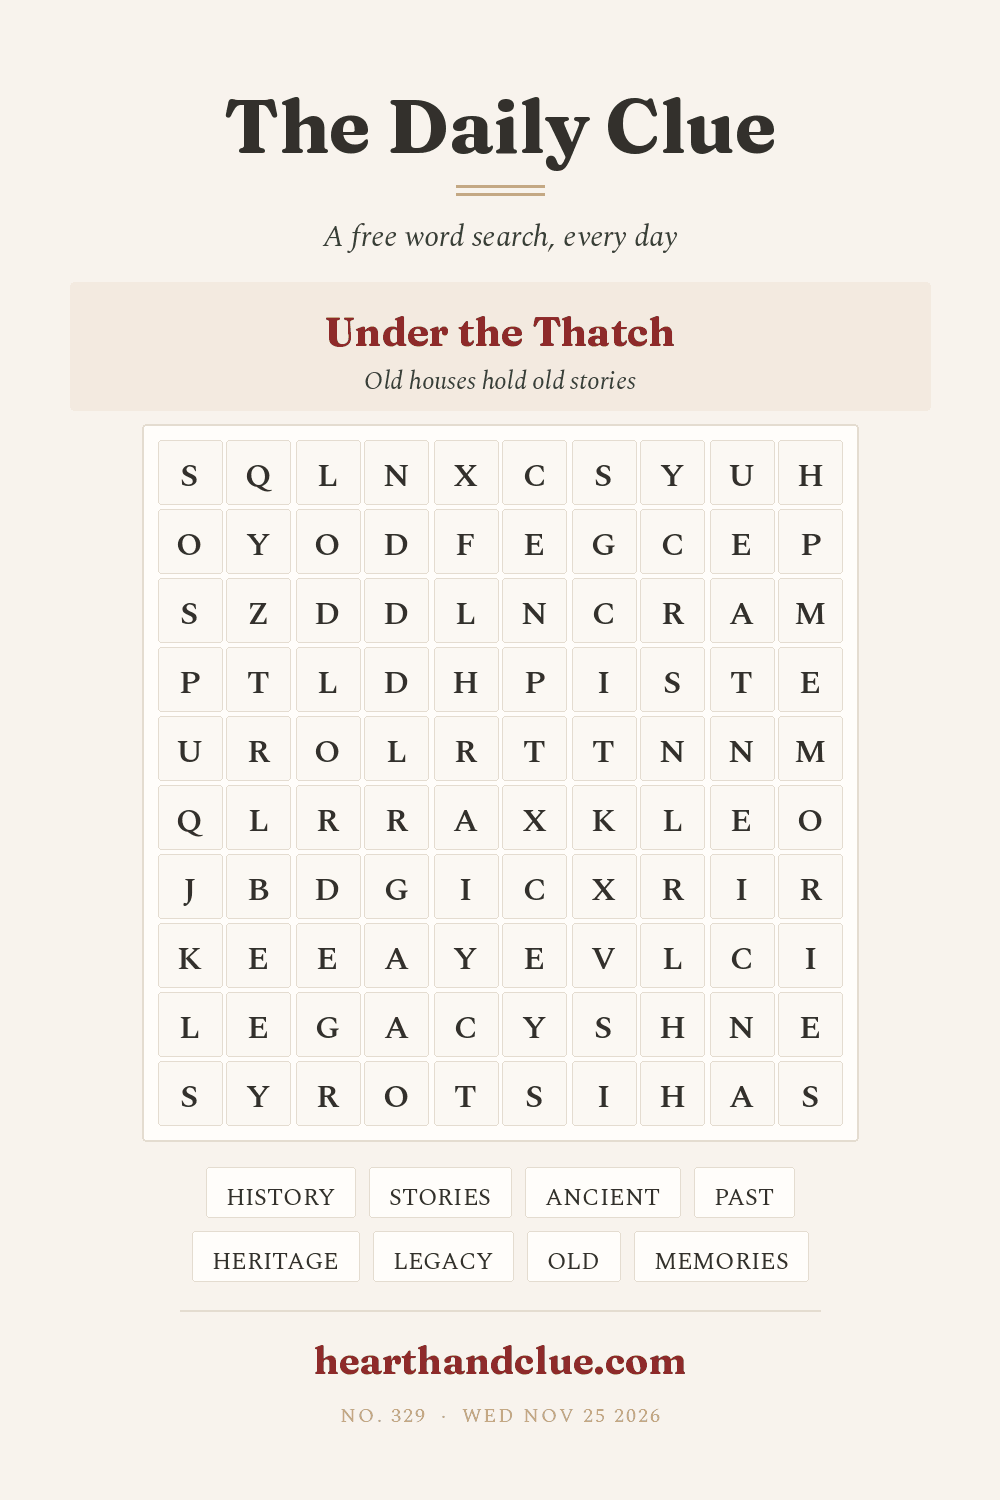 The Daily Clue
A free word search, every day
Under the Thatch
Old houses hold old stories
S Q L N X C S Y U H
O Y O D F E G C E P
S Z D D L N C R A M
P T L D H P I S T E
U R O L R T T N N M
Q L R R A X K L E O
J B D G I C X R I R
K E E A Y E V L C I
L E G A C Y S H N E
S Y R O T S I H A S
HISTORY STORIES ANCIENT PAST
HERITAGE LEGACY OLD MEMORIES
hearthandclue.com
NO. 329 · WED NOV 25 2026